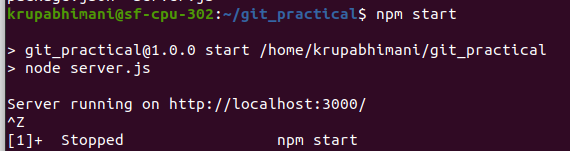 krupabhimani@sf-cpu-302:~/git_practical$ npm start
> git_practical@1.0.0 start /home/krupabhimani/git_practical
> node server.js
Server running on http://localhost:3000/
^Z
[1]+  Stopped                 npm start